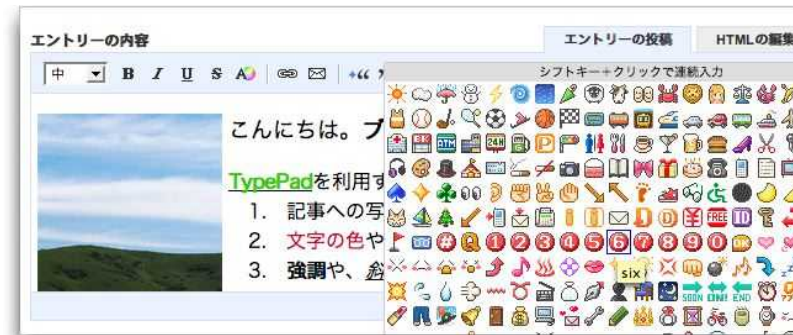 エントリーの内容
エントリーの投稿
HTMLの編集
中 B I U S A
シフトキー+クリックで連続入力
こんにちは。ブ
TypePadを利用す
1. 記事への写
2. 文字の色や
3. 強調や、斜
six